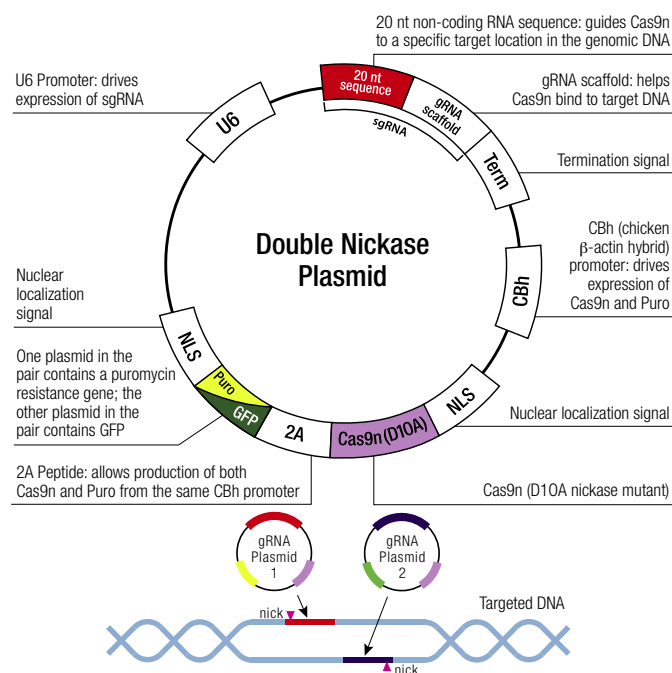 20 nt non-coding RNA sequence: guides Cas9n
to a specific target location in the genomic DNA
U6 Promoter: drives
expression of sgRNA
gRNA scaffold: helps
Cas9n bind to target DNA
20 nt
sequence
gRNA
scaffold
sgRNA
U6
Term
Termination signal
Double Nickase
Plasmid
CBh (chicken
β-actin hybrid)
promoter: drives
expression of
Cas9n and Puro
CBh
Nuclear
localization
signal
NLS
One plasmid in the
pair contains a puromycin
resistance gene; the
other plasmid in the
pair contains GFP
Puro
GFP
2A
Cas9n (D10A)
NLS
Nuclear localization signal
2A Peptide: allows production of both
Cas9n and Puro from the same CBh promoter
Cas9n (D10A nickase mutant)
gRNA
Plasmid
1
gRNA
Plasmid
2
Targeted DNA
nick
nick